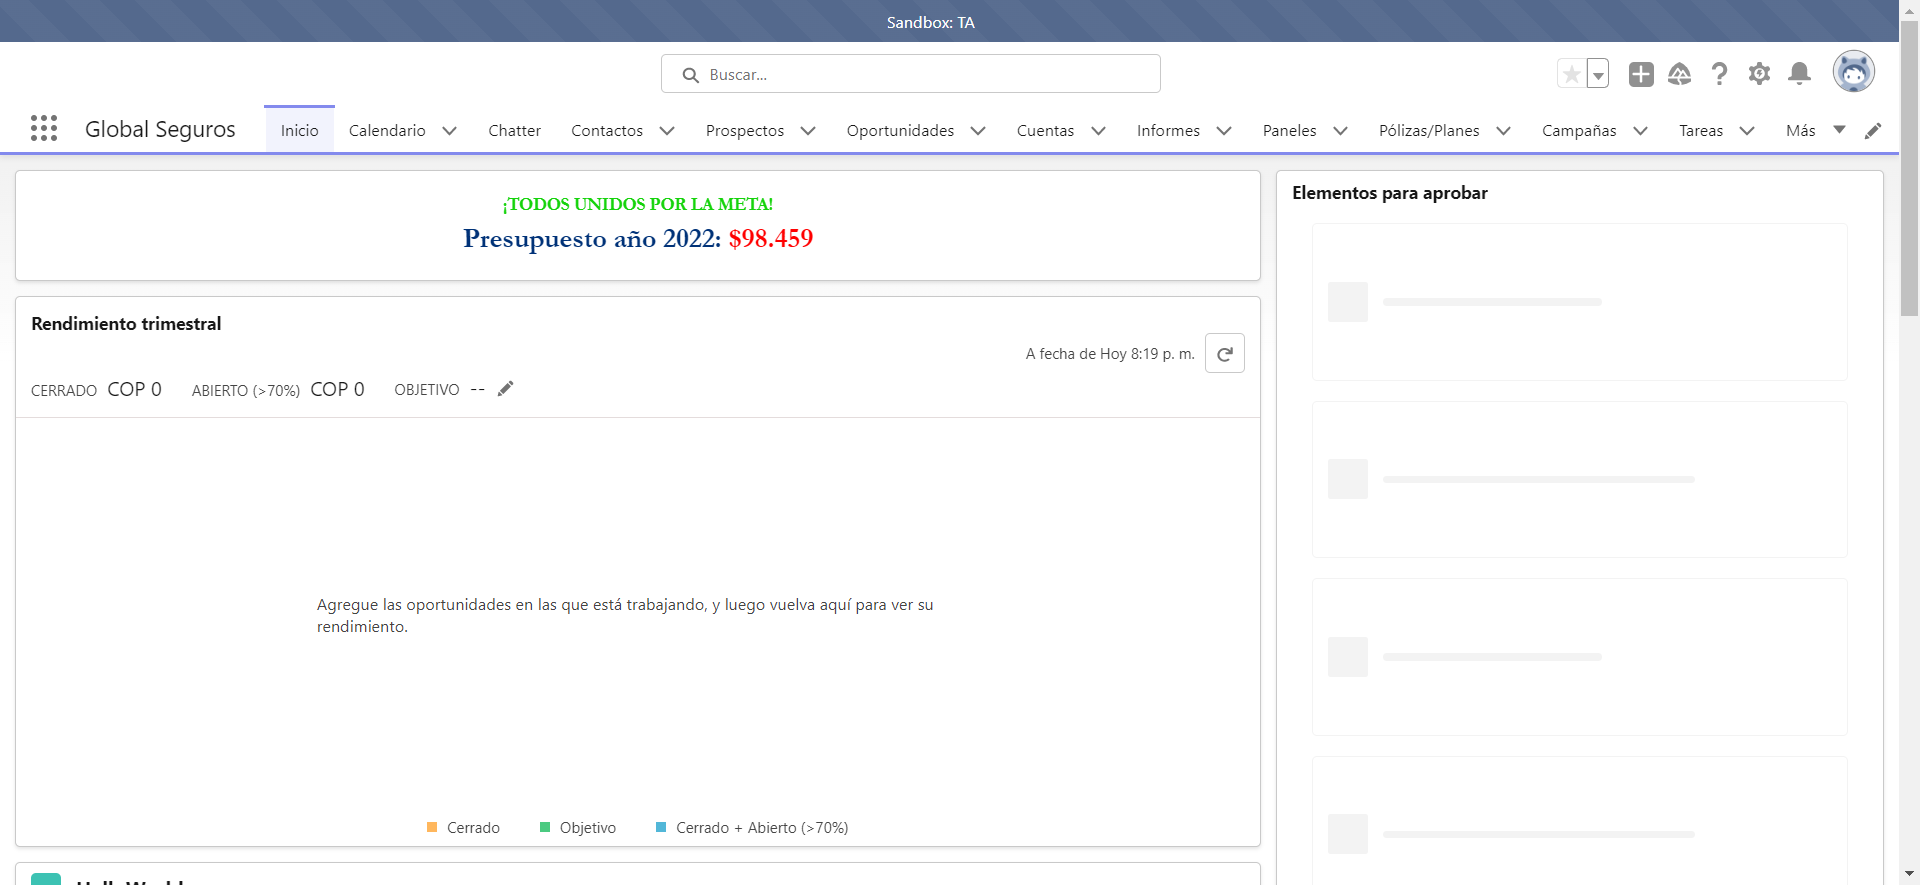 Sandbox: TA
Buscar...
Global Seguros
Inicio
Calendario
Chatter
Contactos
Prospectos
Oportunidades
Cuentas
Informes
Paneles
Pólizas/Planes
Campañas
Tareas
Más
¡TODOS UNIDOS POR LA META!
Presupuesto año 2022: $98.459
Rendimiento trimestral
A fecha de Hoy 8:19 p. m.
CERRADO COP 0 ABIERTO (>70%) COP 0 OBJETIVO --
Agregue las oportunidades en las que está trabajando, y luego vuelva aquí para ver su
rendimiento.
Cerrado
Objetivo
Cerrado + Abierto (>70%)
Elementos para aprobar